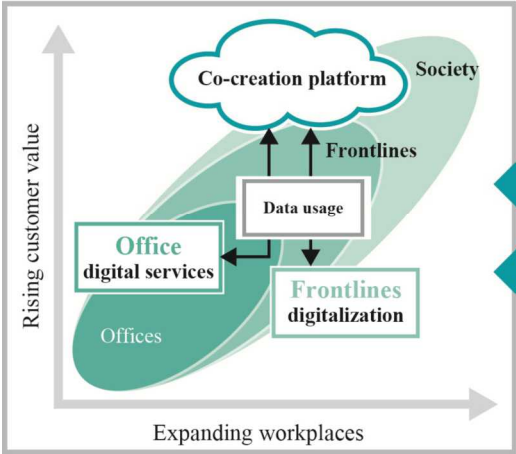 Co-creation platform
Society
Frontlines
Data usage
Office
digital services
Frontlines
digitalization
Offices
Rising customer value
Expanding workplaces